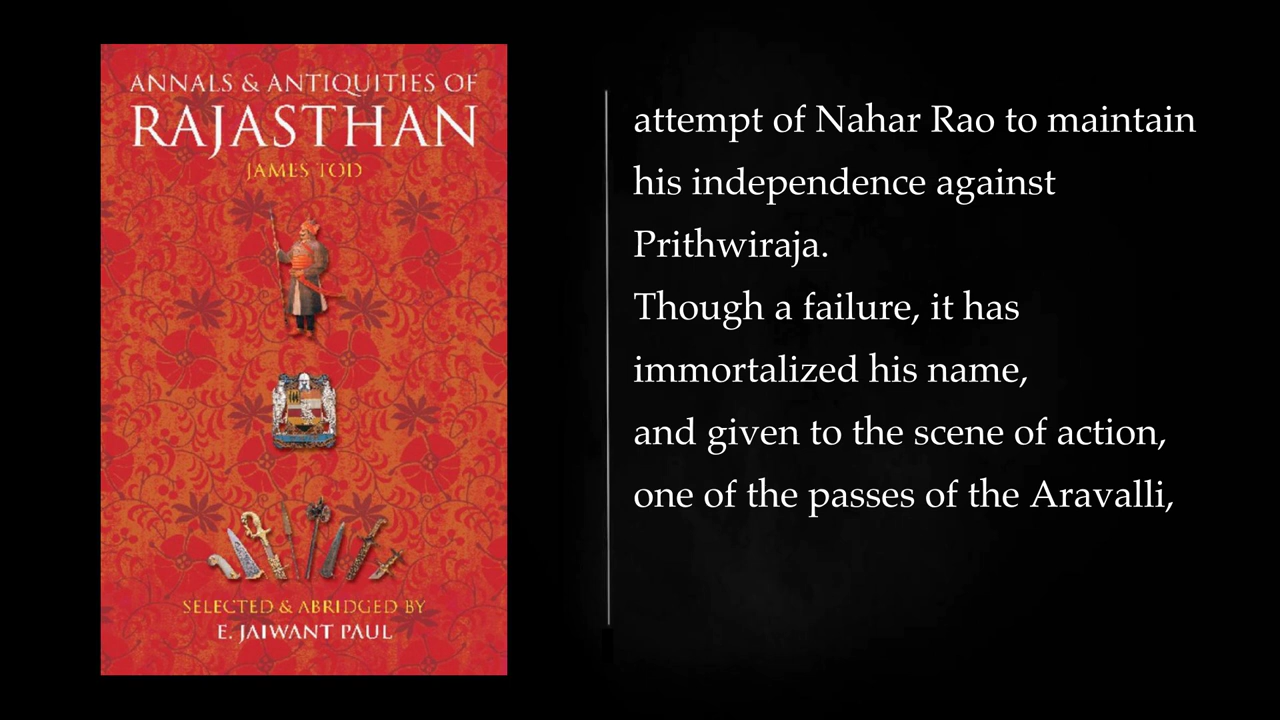 ANNALS & ANTIQUITIES OF
RAJASTHAN
JAMES TOD
SELECTED & ABRIDGED BY
E. JAIWANT PAUL
attempt of Nahar Rao to maintain
his independence against
Prithwiraja.
Though a failure, it has
immortalized his name,
and given to the scene of action,
one of the passes of the Aravalli,